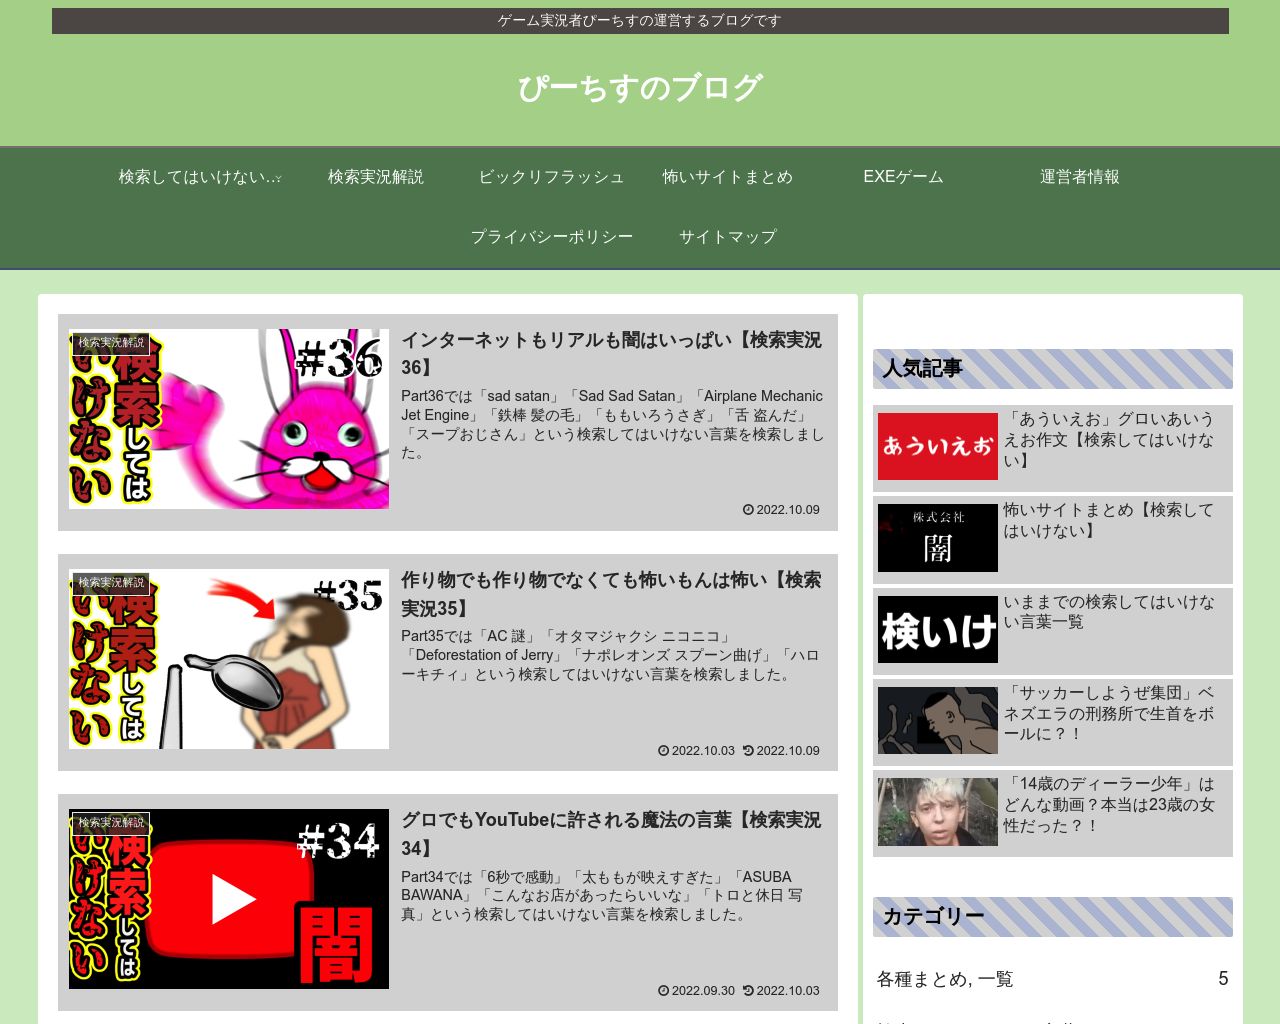 ゲーム実況者ぴーちすの運営するブログです
ぴーちすのブログ
検索してはいけない…
検索実況解説
ビックリフラッシュ
怖いサイトまとめ
EXEゲーム
運営者情報
プライバシーポリシー
サイトマップ
検索実況解説
検索しては
いけない
#36
インターネットもリアルも闇はいっぱい【検索実況
36】
Part36では「sad satan」「Sad Sad Satan」「Airplane Mechanic
Jet Engine」「鉄棒 髪の毛」「ももいろうさぎ」「舌 盗んだ」
「スープおじさん」という検索してはいけない言葉を検索しまし
た。
2022.10.09
検索実況解説
検索しては
いけない
#35
作り物でも作り物でなくても怖いもんは怖い【検索
実況35】
Part35では「AC 謎」「オタマジャクシ ニコニコ」
「Deforestation of Jerry」「ナポレオンズ スプーン曲げ」「ハロ
ーキチィ」という検索してはいけない言葉を検索しました。
2022.10.03 2022.10.09
検索実況解説
検索しては
いけない
#34
闇
グロでもYouTubeに許される魔法の言葉【検索実況
34】
Part34では「6秒で感動」「太ももが映えすぎた」「ASUBA
BAWANA」「こんなお店があったらいいな」「トロと休日 写
真」という検索してはいけない言葉を検索しました。
2022.09.30 2022.10.03
人気記事
あういえお
「あういえお」グロいあいう
えお作文【検索してはいけな
い】
株式会社
闇
怖いサイトまとめ【検索して
はいけない】
検いけ
いままでの検索してはいけな
い言葉一覧
「サッカーしようぜ集団」ベ
ネズエラの刑務所で生首をボ
ールに？！
「14歳のディーラー少年」は
どんな動画？本当は23歳の女
性だった？！
カテゴリー
各種まとめ, 一覧 5